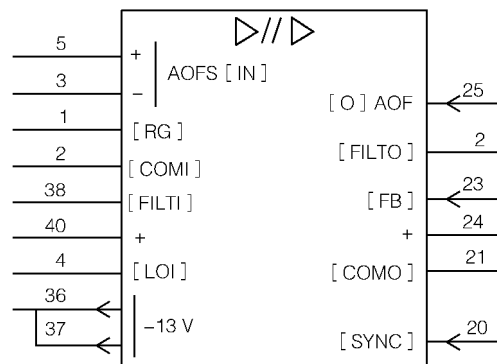 ▷//▷
5 + AOFS [ IN ]
3 −
25 [ O ] AOF
1 [ RG ]
2 [ FILTO ]
2 [ COMI ]
23 [ FB ]
38 [ FILTI ]
24 +
40 +
21 [ COMO ]
4 [ LOI ]
36 −13 V
37
20 [ SYNC ]